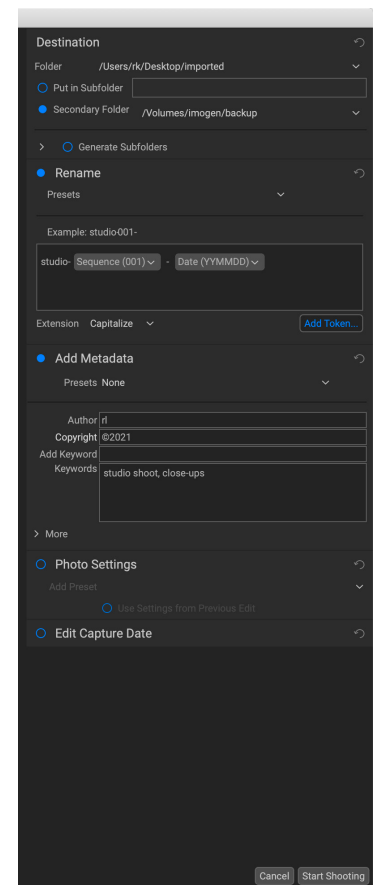 Destination
Folder /Users/rk/Desktop/imported
Put in Subfolder
Secondary Folder /Volumes/imogen/backup
Generate Subfolders
Rename
Presets
Example: studio-001-
studio- Sequence (001) - Date (YYMMDD)
Extension Capitalize Add Token...
Add Metadata
Presets None
Author rl
Copyright ©2021
Add Keyword
Keywords studio shoot, close-ups
More
Photo Settings
Add Preset
Use Settings from Previous Edit
Edit Capture Date
Cancel Start Shooting